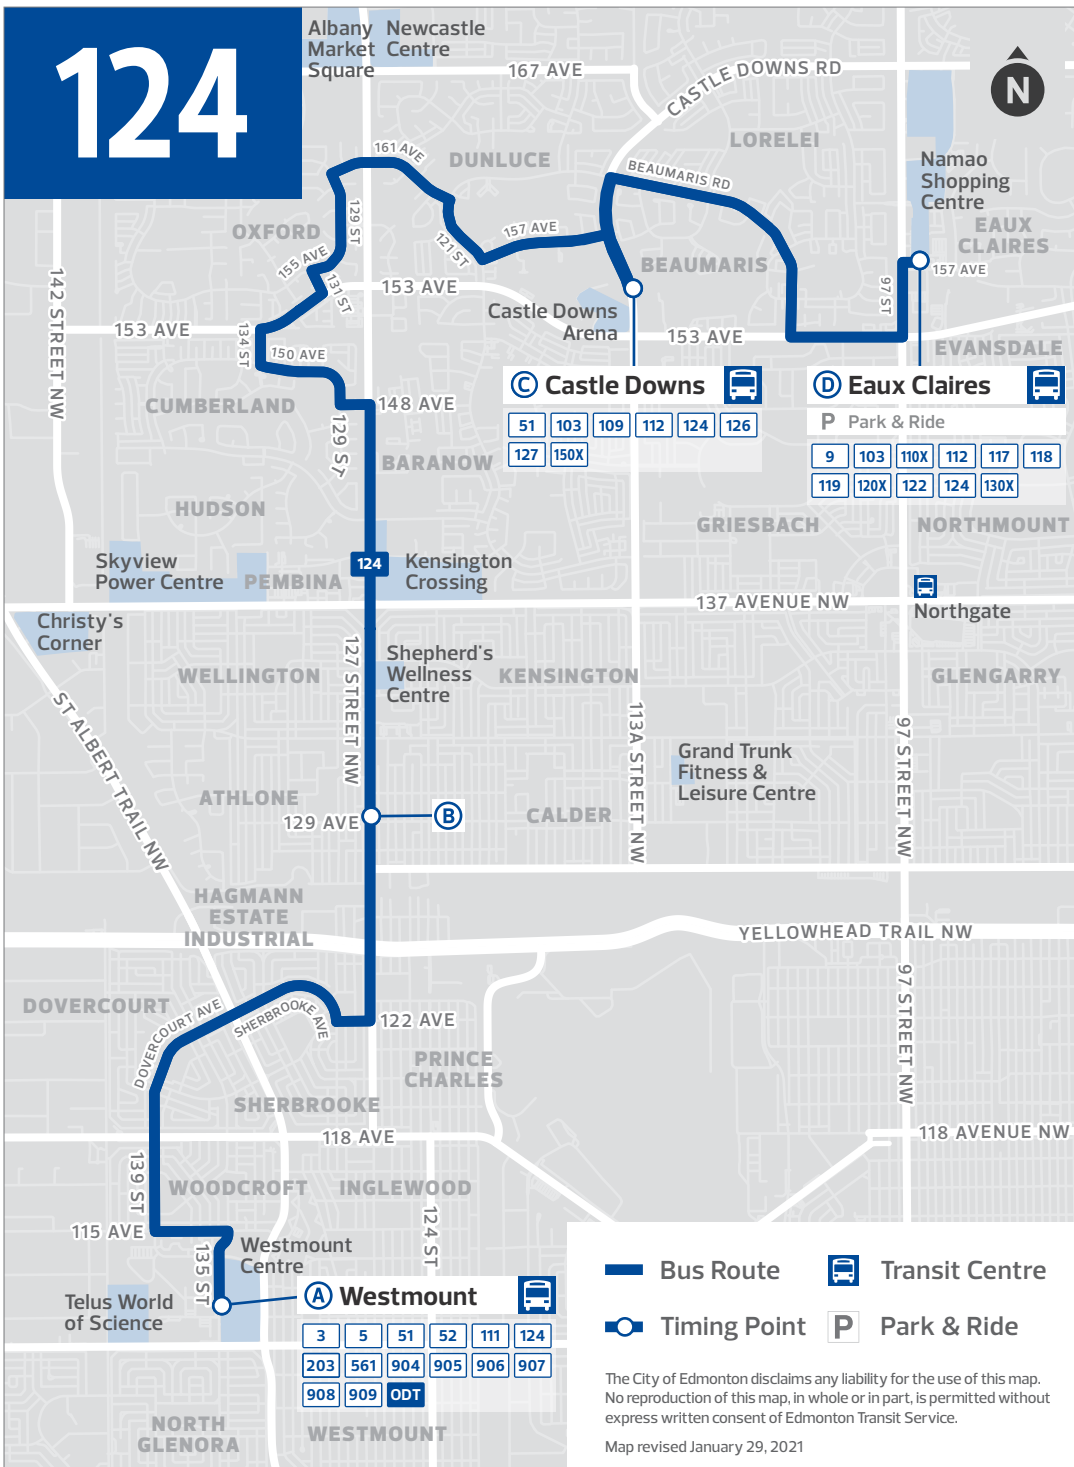 124
Albany
Market
Square
Newcastle
Centre
167 AVE
CASTLE DOWNS RD
N
LORELEI
161 AVE
DUNLUCE
BEAUMARIS RD
Namao
Shopping
Centre
EAUX
CLAIRES
OXFORD
129 ST
121 ST
157 AVE
155 AVE
131 ST
BEAUMARIS
157 AVE
97 ST
142 STREET NW
153 AVE
153 AVE
134 ST
150 AVE
Castle Downs
Arena
153 AVE
EVANSDALE
CUMBERLAND
148 AVE
129 ST
BARANOW
C Castle Downs
51 103 109 112 124 126
127 150X
D Eaux Claires
P Park & Ride
9 103 110X 112 117 118
119 120X 122 124 130X
HUDSON
GRIESBACH
NORTHMOUNT
Skyview
Power Centre
PEMBINA
124
Kensington
Crossing
137 AVENUE NW
Northgate
Christy's
Corner
WELLINGTON
127 STREET NW
Shepherd's
Wellness
Centre
KENSINGTON
GLENGARRY
ST ALBERT TRAIL NW
113A STREET NW
Grand Trunk
Fitness &
Leisure Centre
97 STREET NW
ATHLONE
129 AVE
B
CALDER
HAGMANN
ESTATE
INDUSTRIAL
YELLOWHEAD TRAIL NW
97 STREET NW
DOVERCOURT
DOVERCOURT AVE
SHERBROOKE AVE
122 AVE
PRINCE
CHARLES
SHERBROOKE
118 AVE
118 AVENUE NW
139 ST
WOODCROFT
INGLEWOOD
124 ST
115 AVE
135 ST
Westmount
Centre
Telus World
of Science
A Westmount
3 5 51 52 111 124
203 561 904 905 906 907
908 909 ODT
NORTH
GLENORA
WESTMOUNT
Bus Route
Transit Centre
Timing Point
P Park & Ride
The City of Edmonton disclaims any liability for the use of this map.
No reproduction of this map, in whole or in part, is permitted without
express written consent of Edmonton Transit Service.
Map revised January 29, 2021